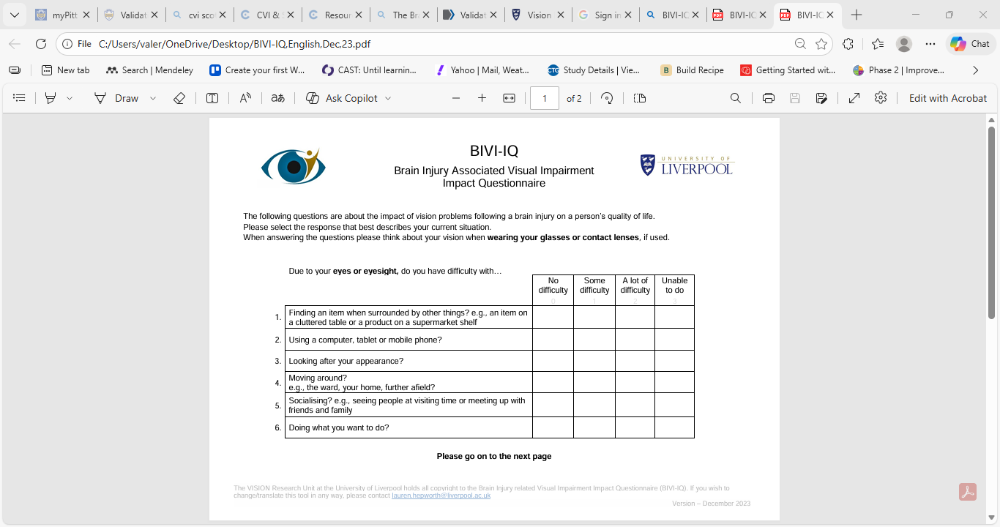 myPitt
Validat
cvi sco
CVI &
Resour
The Br
Validat
Vision
Sign in
BIVI-IC
BIVI-IC
BIVI-IC
File C:/Users/valer/OneDrive/Desktop/BIVI-IQ,English,Dec,23.pdf
Chat
New tab
Search | Mendeley
Create your first W...
CAST: Until learnin...
Yahoo | Mail, Weat...
CTG Study Details | Vie...
B Build Recipe
Getting Started wit...
Phase 2 | Improve...
Draw
Ask Copilot
1 of 2
Edit with Acrobat
BIVI-IQ
Brain Injury Associated Visual Impairment
Impact Questionnaire
UNIVERSITY OF
LIVERPOOL
The following questions are about the impact of vision problems following a brain injury on a person's quality of life.
Please select the response that best describes your current situation.
When answering the questions please think about your vision when wearing your glasses or contact lenses, if used.
Due to your eyes or eyesight, do you have difficulty with…
No difficulty 0
Some difficulty 1
A lot of difficulty 2
Unable to do 3
1. Finding an item when surrounded by other things? e.g., an item on
a cluttered table or a product on a supermarket shelf
2. Using a computer, tablet or mobile phone?
3. Looking after your appearance?
4. Moving around?
e.g., the ward, your home, further afield?
5. Socialising? e.g., seeing people at visiting time or meeting up with
friends and family
6. Doing what you want to do?
Please go on to the next page
The VISION Research Unit at the University of Liverpool holds all copyright to the Brain Injury related Visual Impairment Impact Questionnaire (BIVI-IQ). If you wish to
change/translate this tool in any way, please contact lauren.hepworth@liverpool.ac.uk
Version – December 2023